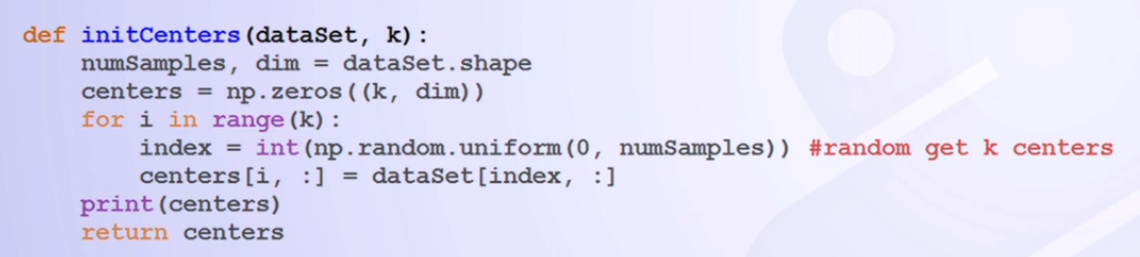 def initCenters(dataSet, k):
    numSamples, dim = dataSet.shape
    centers = np.zeros((k, dim))
    for i in range(k):
        index = int(np.random.uniform(0, numSamples)) #random get k centers
        centers[i, :] = dataSet[index, :]
    print(centers)
    return centers